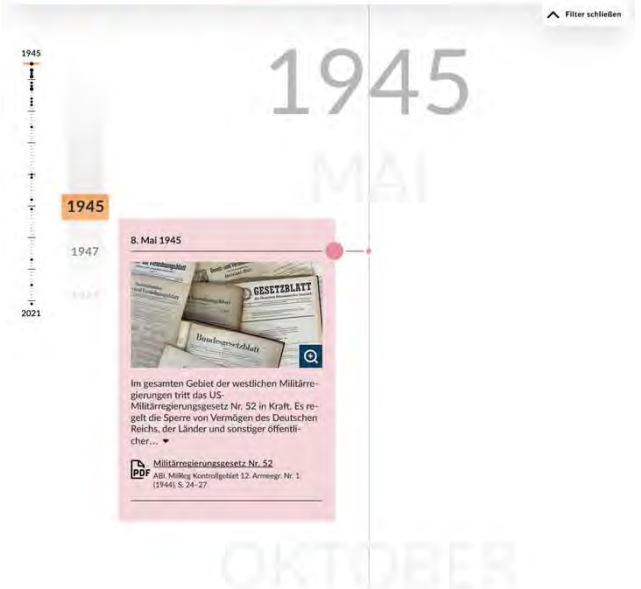 Filter schließen
1945
1945
MAI
1945
1947
2021
8. Mai 1945
GESETZBLATT
Bundesgesetzblatt
Im gesamten Gebiet der westlichen Militärre-
gierungen tritt das US-
Militärregierungsgesetz Nr. 52 in Kraft. Es re-
gelt die Sperre von Vermögen des Deutschen
Reichs, der Länder und sonstiger öffentli-
cher...
PDF
Militärregierungsgesetz Nr. 52
ABl. MilReg Kontrollgebiet 12. Armeegr. Nr. 1
(1944), S. 24–27
OKTOBER